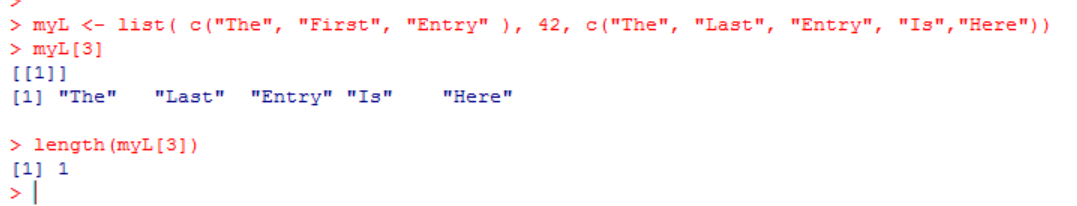 >
> myL <- list( c("The", "First", "Entry" ), 42, c("The", "Last", "Entry", "Is","Here"))
> myL[3]
[[1]]
[1] "The"   "Last"  "Entry" "Is"    "Here"
> length(myL[3])
[1] 1
>